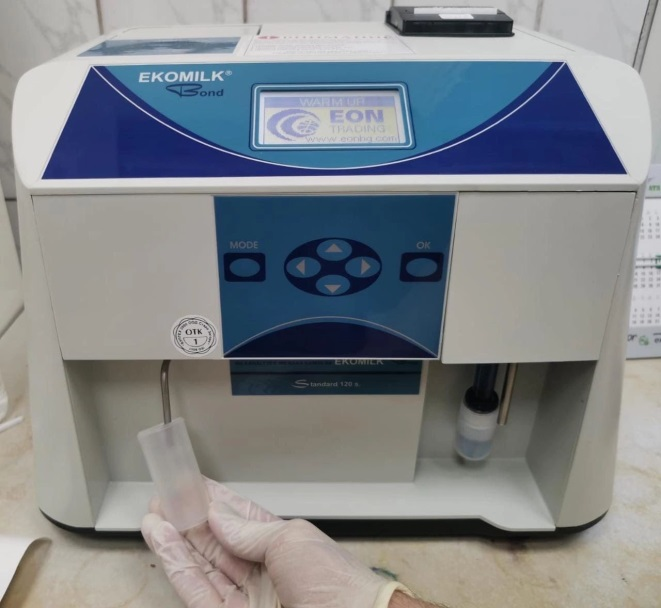 EKOMILK®
Bond
WARM UP
EON
TRADING
www.eonbg.com
MODE
OK
OTK
1
EKOMILK
Standard 120 s.